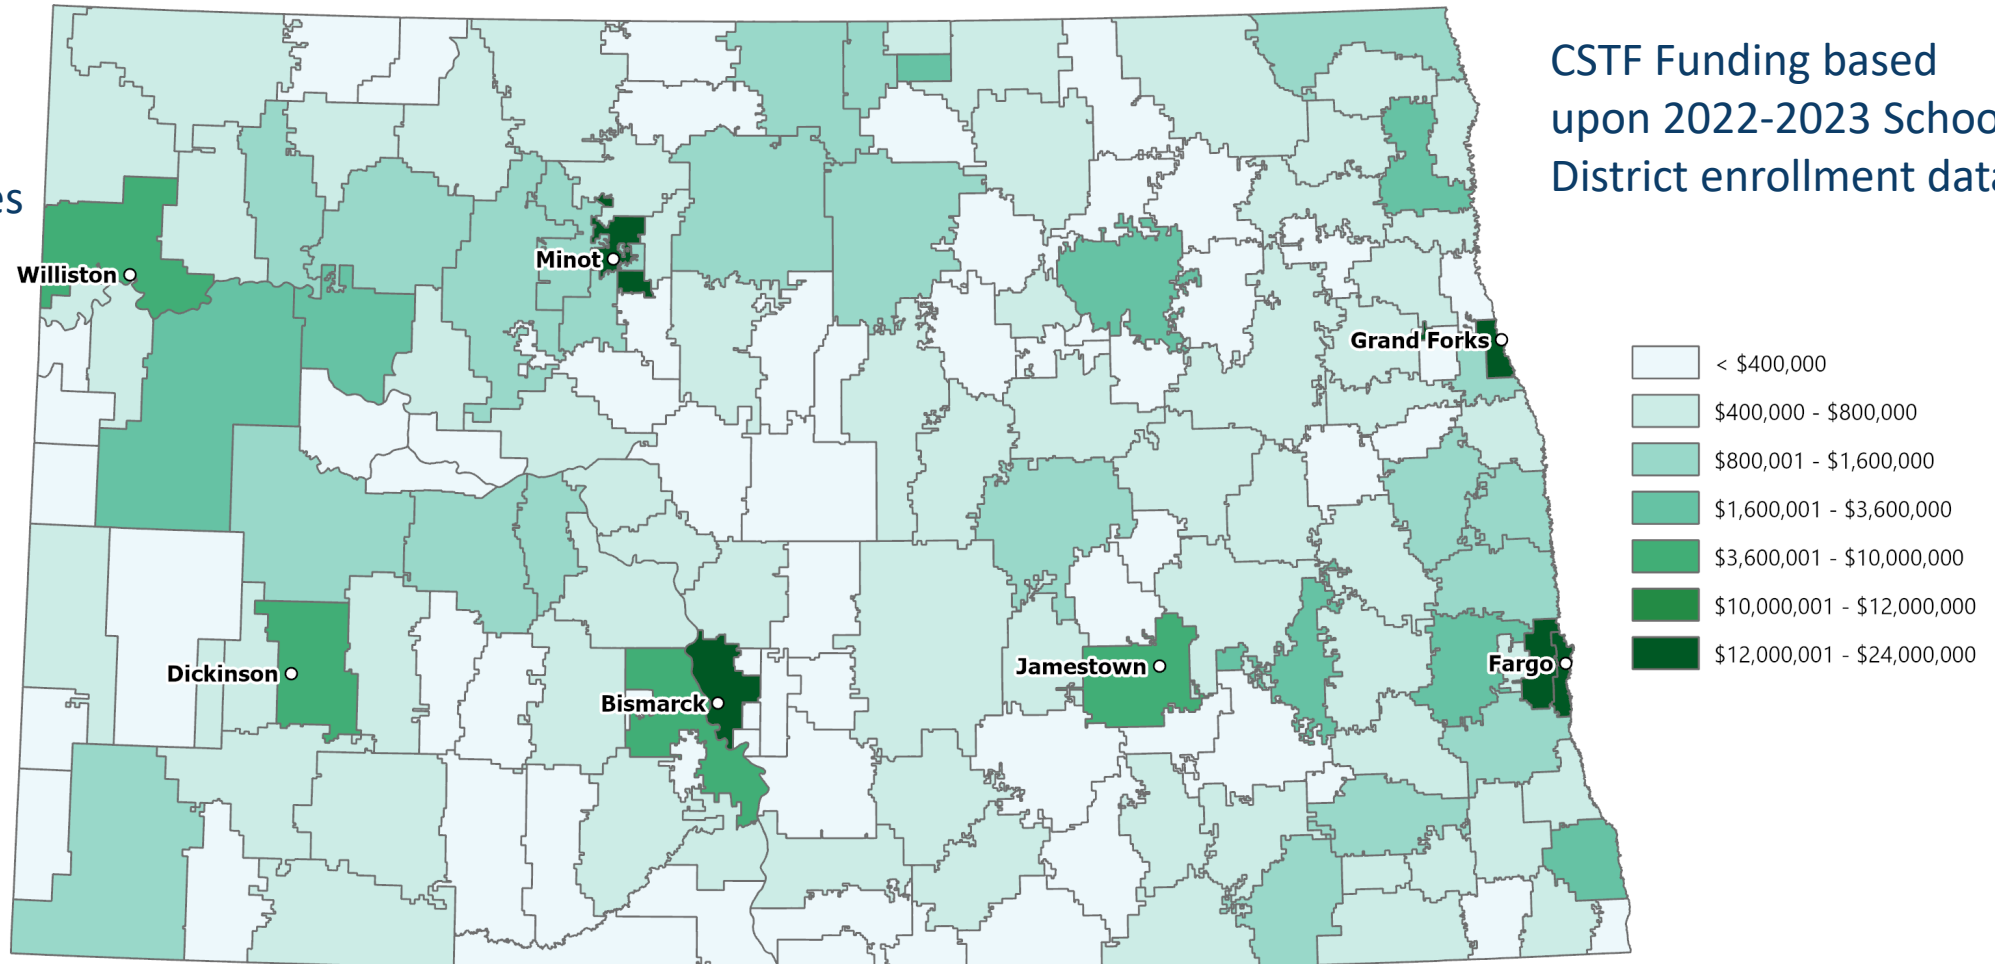 CSTF Funding based
upon 2022-2023 Schoo
District enrollment data
es
Williston
Minot
Grand Forks
Dickinson
Bismarck
Jamestown
Fargo
< $400,000
$400,000 - $800,000
$800,001 - $1,600,000
$1,600,001 - $3,600,000
$3,600,001 - $10,000,000
$10,000,001 - $12,000,000
$12,000,001 - $24,000,000